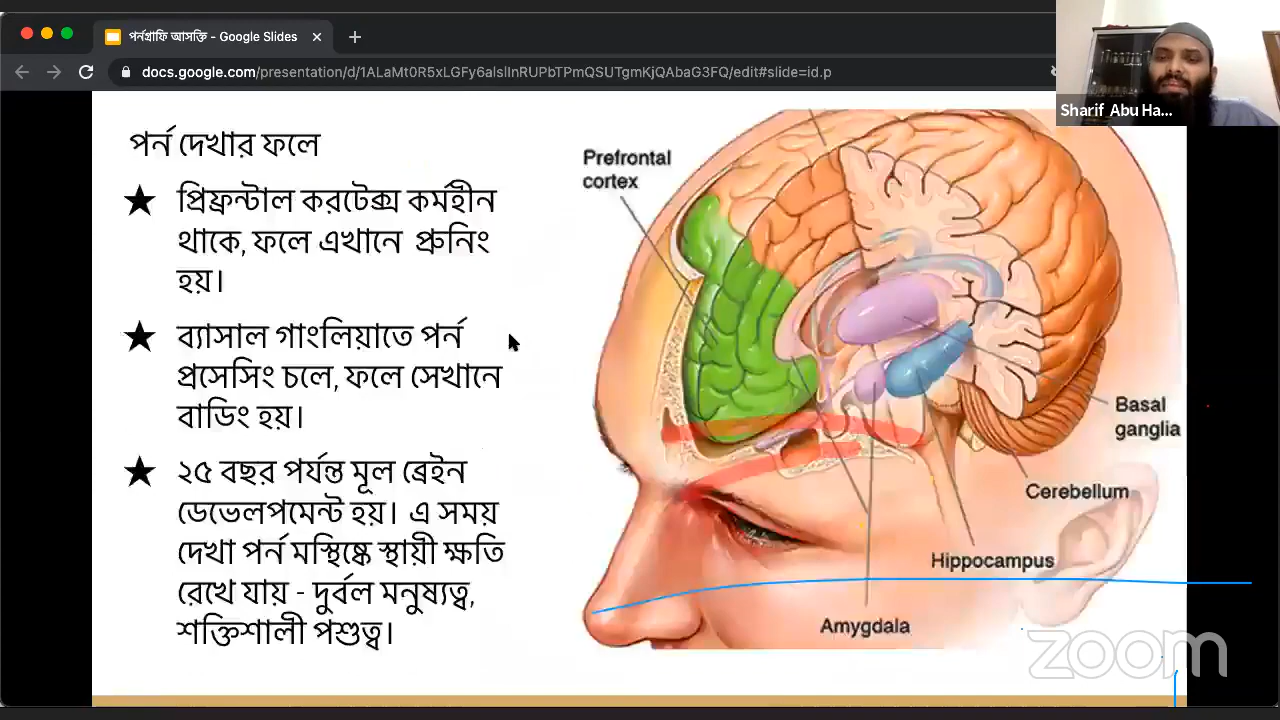 পর্নগ্রাফি আসক্তি - Google Slides
docs.google.com/presentation/d/1ALaMt0R5xLGFy6alsIInRUPbTPmQSUTgmKjQAbaG3FQ/edit#slide=id.p
Sharif Abu Ha...
পর্ন দেখার ফলে
★ প্রিফ্রন্টাল করটেক্স কর্মহীন
থাকে, ফলে এখানে প্রুনিং
হয়।
★ ব্যাসাল গাংলিয়াতে পর্ন
প্রসেসিং চলে, ফলে সেখানে
বাডিং হয়।
★ ২৫ বছর পর্যন্ত মূল ব্রেইন
ডেভেলপমেন্ট হয়। এ সময়
দেখা পর্ন মস্থিষ্কে স্থায়ী ক্ষতি
রেখে যায় - দুর্বল মনুষ্যত্ব,
শক্তিশালী পশুত্ব।
Prefrontal
cortex
Basal
ganglia
Cerebellum
Hippocampus
Amygdala
zoom